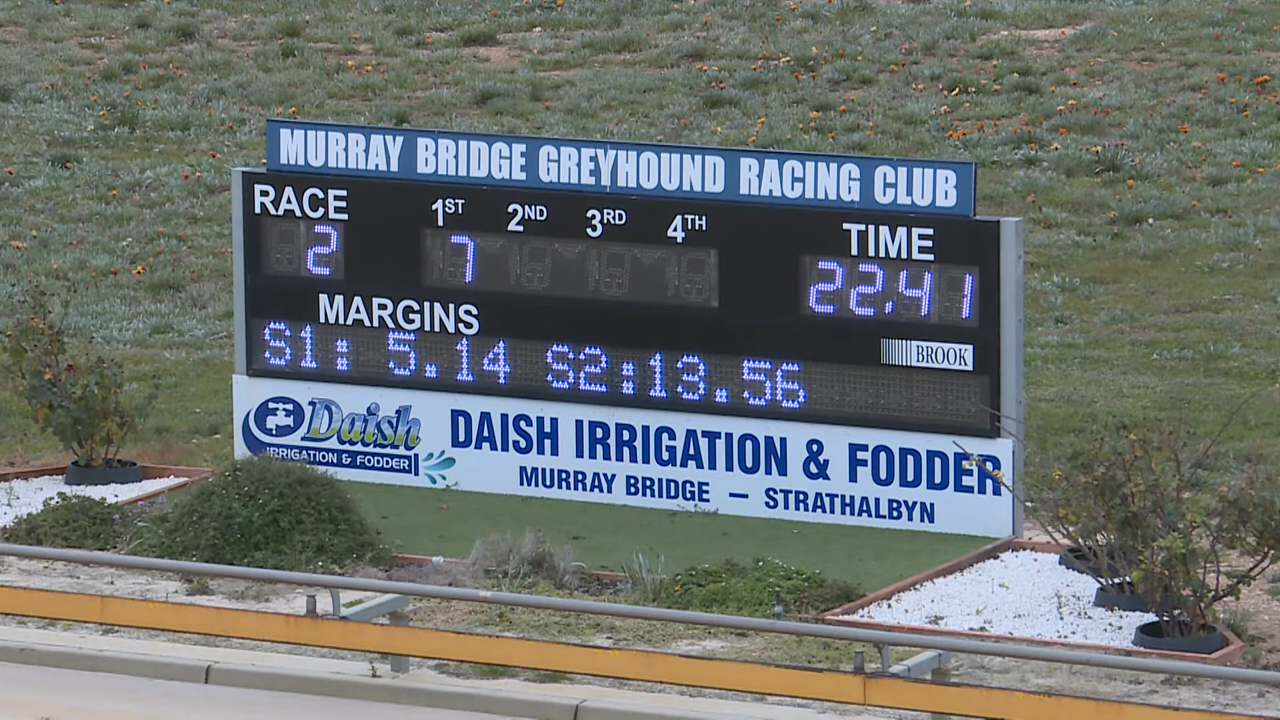 MURRAY BRIDGE GREYHOUND RACING CLUB
RACE 1ST 2ND 3RD 4TH TIME
2 7 22.41
MARGINS
S1: 5.14 S2:13.56
BROOK
Daish
IRRIGATION & FODDER
DAISH IRRIGATION & FODDER
MURRAY BRIDGE – STRATHALBYN